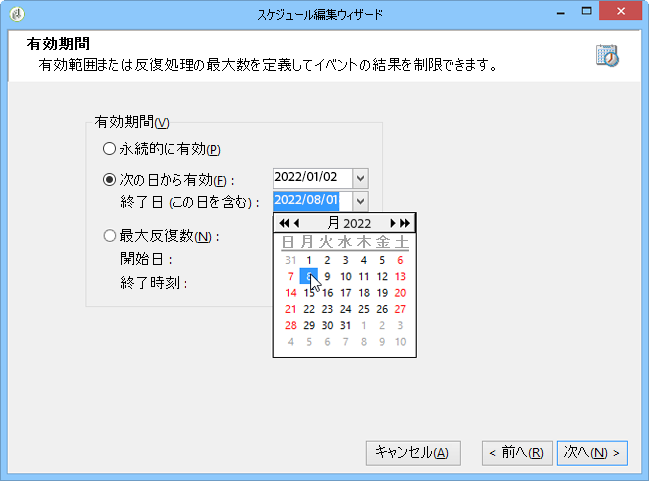 スケジュール編集ウィザード
有効期間
有効範囲または反復処理の最大数を定義してイベントの結果を制限できます。
有効期間(V)
永続的に有効(P)
次の日から有効(F) : 2022/01/02
終了日 (この日を含む) : 2022/08/01
月 2022
日 月 火 水 木 金 土
31 1 2 3 4 5 6
7 8 9 10 11 12 13
14 15 16 17 18 19 20
21 22 23 24 25 26 27
28 29 30 31 1 2 3
4 5 6 7 8 9 10
最大反復数(N) :
開始日 :
終了時刻 :
キャンセル(A) < 前へ(R) 次へ(N) >